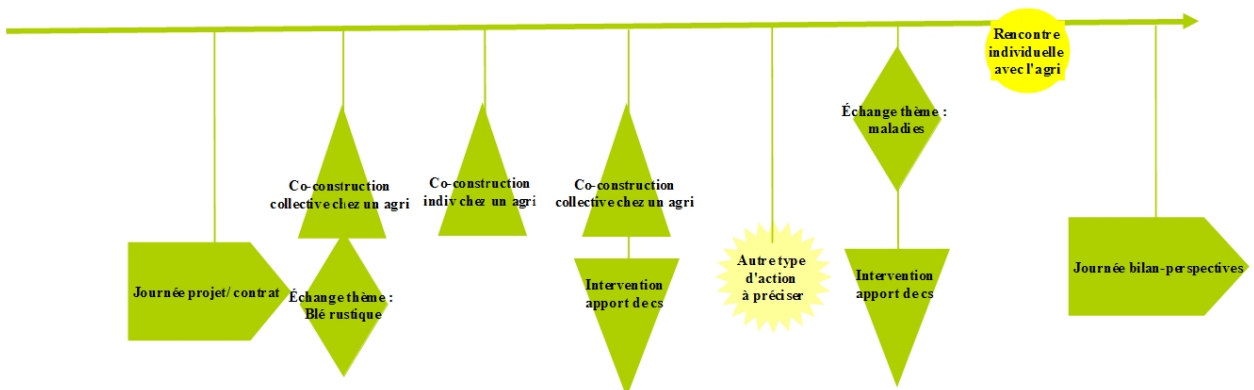 Rencontre
individuelle
avec l'agri
Échange thème :
maladies
Co-construction
collective chez un agri
Co-construction
indiv chez un agri
Co-construction
collective chez un agri
Journée projet/ contrat
Échange thème :
Blé rustique
Intervention
apport de cs
Autre type
d'action
à préciser
Intervention
apport de cs
Journée bilan-perspectives